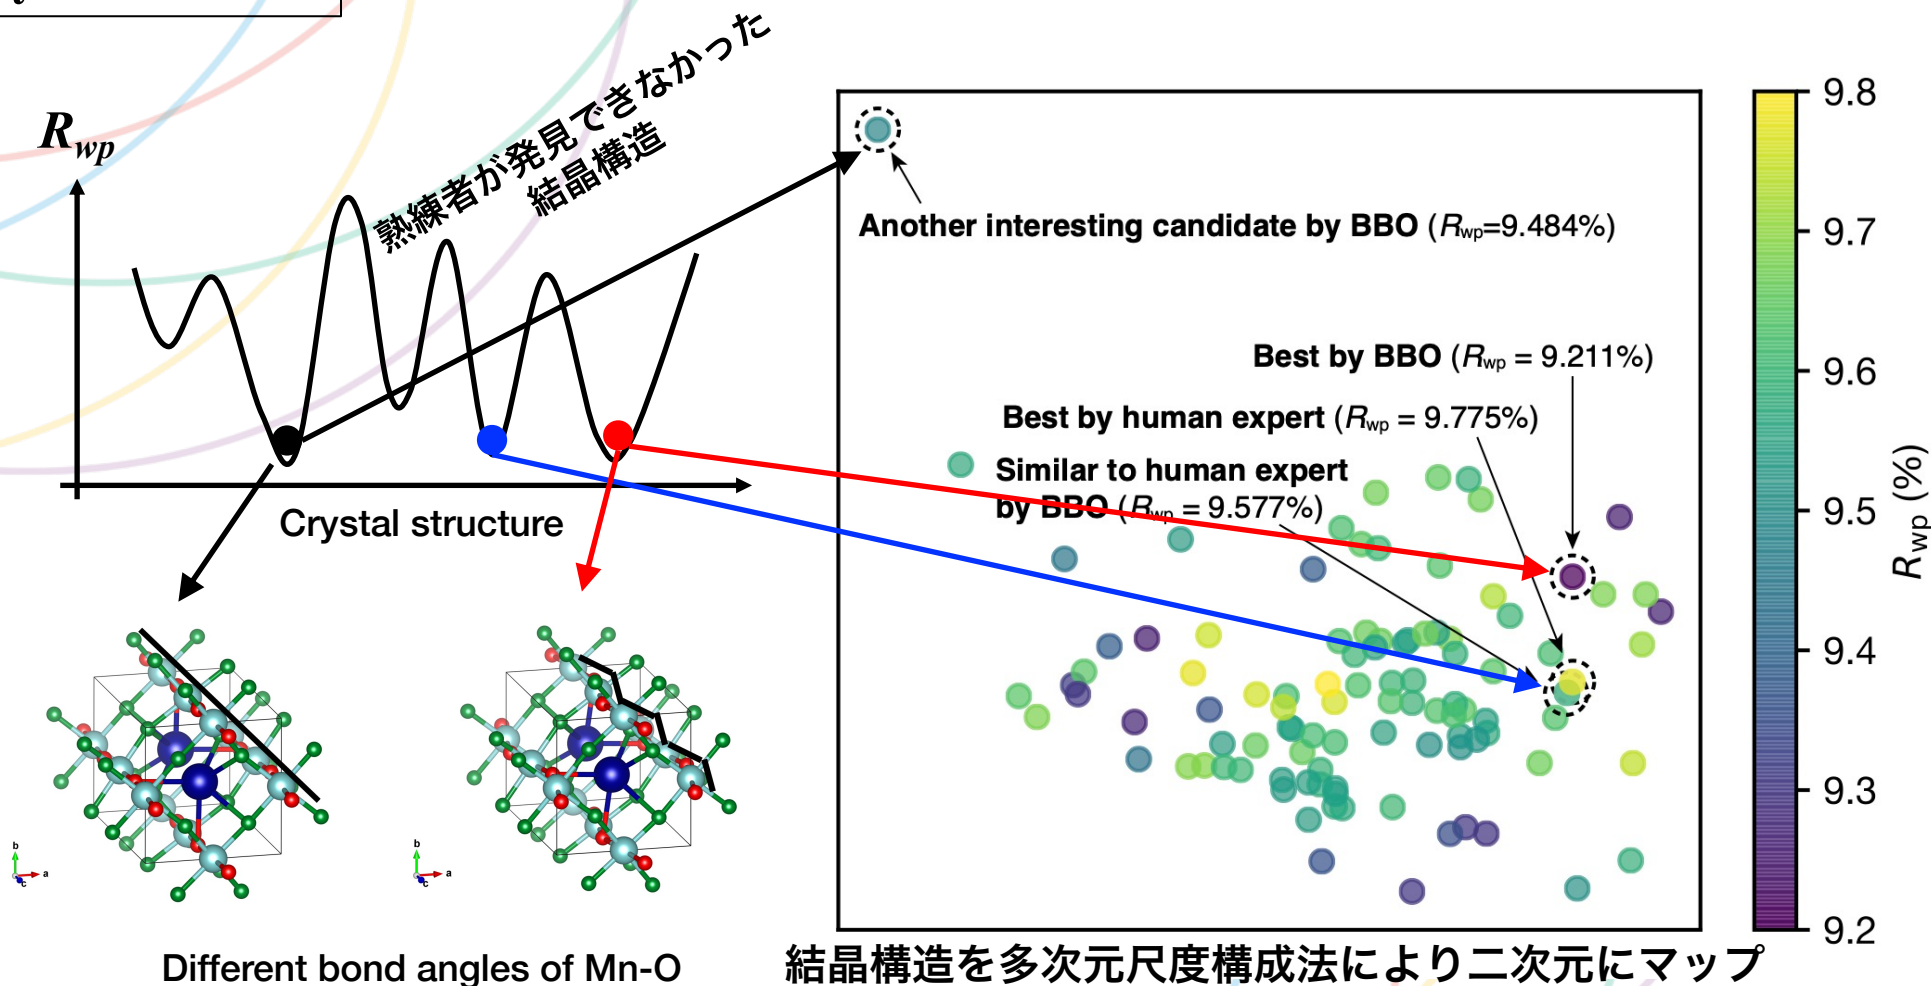 R_wp
熟練者が発見できなかった
結晶構造
Crystal structure
Another interesting candidate by BBO (Rwp=9.484%)
Best by BBO (Rwp = 9.211%)
Best by human expert (Rwp = 9.775%)
Similar to human expert
by BBO (Rwp = 9.577%)
9.8
9.7
9.6
9.5
9.4
9.3
9.2
Rwp (%)
b
a
c
b
a
c
Different bond angles of Mn-O
結晶構造を多次元尺度構成法により二次元にマップ